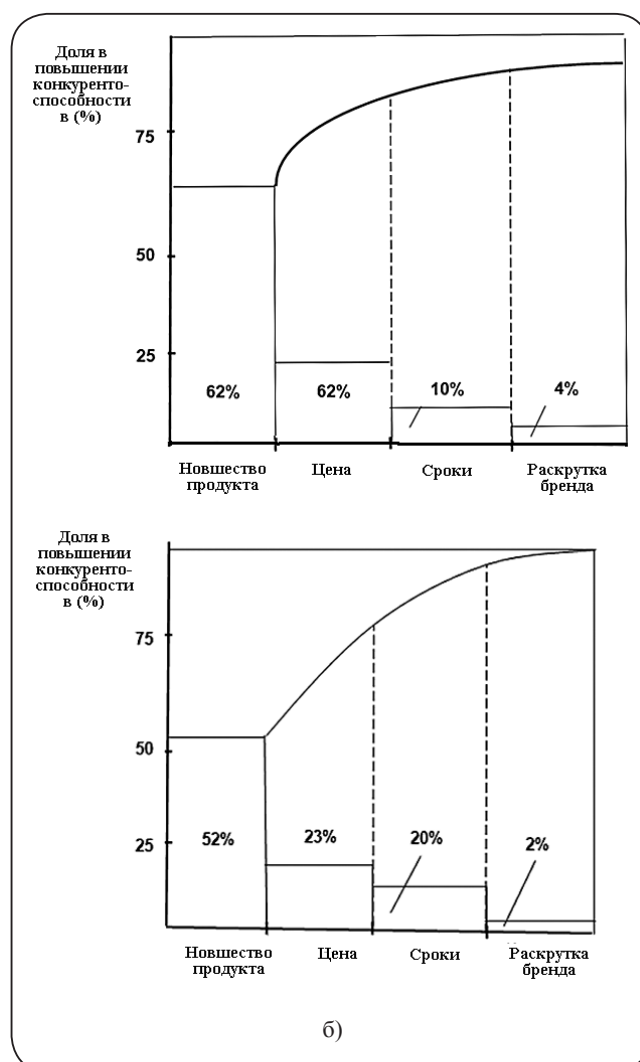 Доля в
повышении
конкуренто-
способности
в (%)
75
50
25
62%
62%
10%
4%
Новшество
продукта
Цена
Сроки
Раскрутка
бренда
Доля в
повышении
конкуренто-
способности
в (%)
75
50
25
52%
23%
20%
2%
Новшество
продукта
Цена
Сроки
Раскрутка
бренда
б)